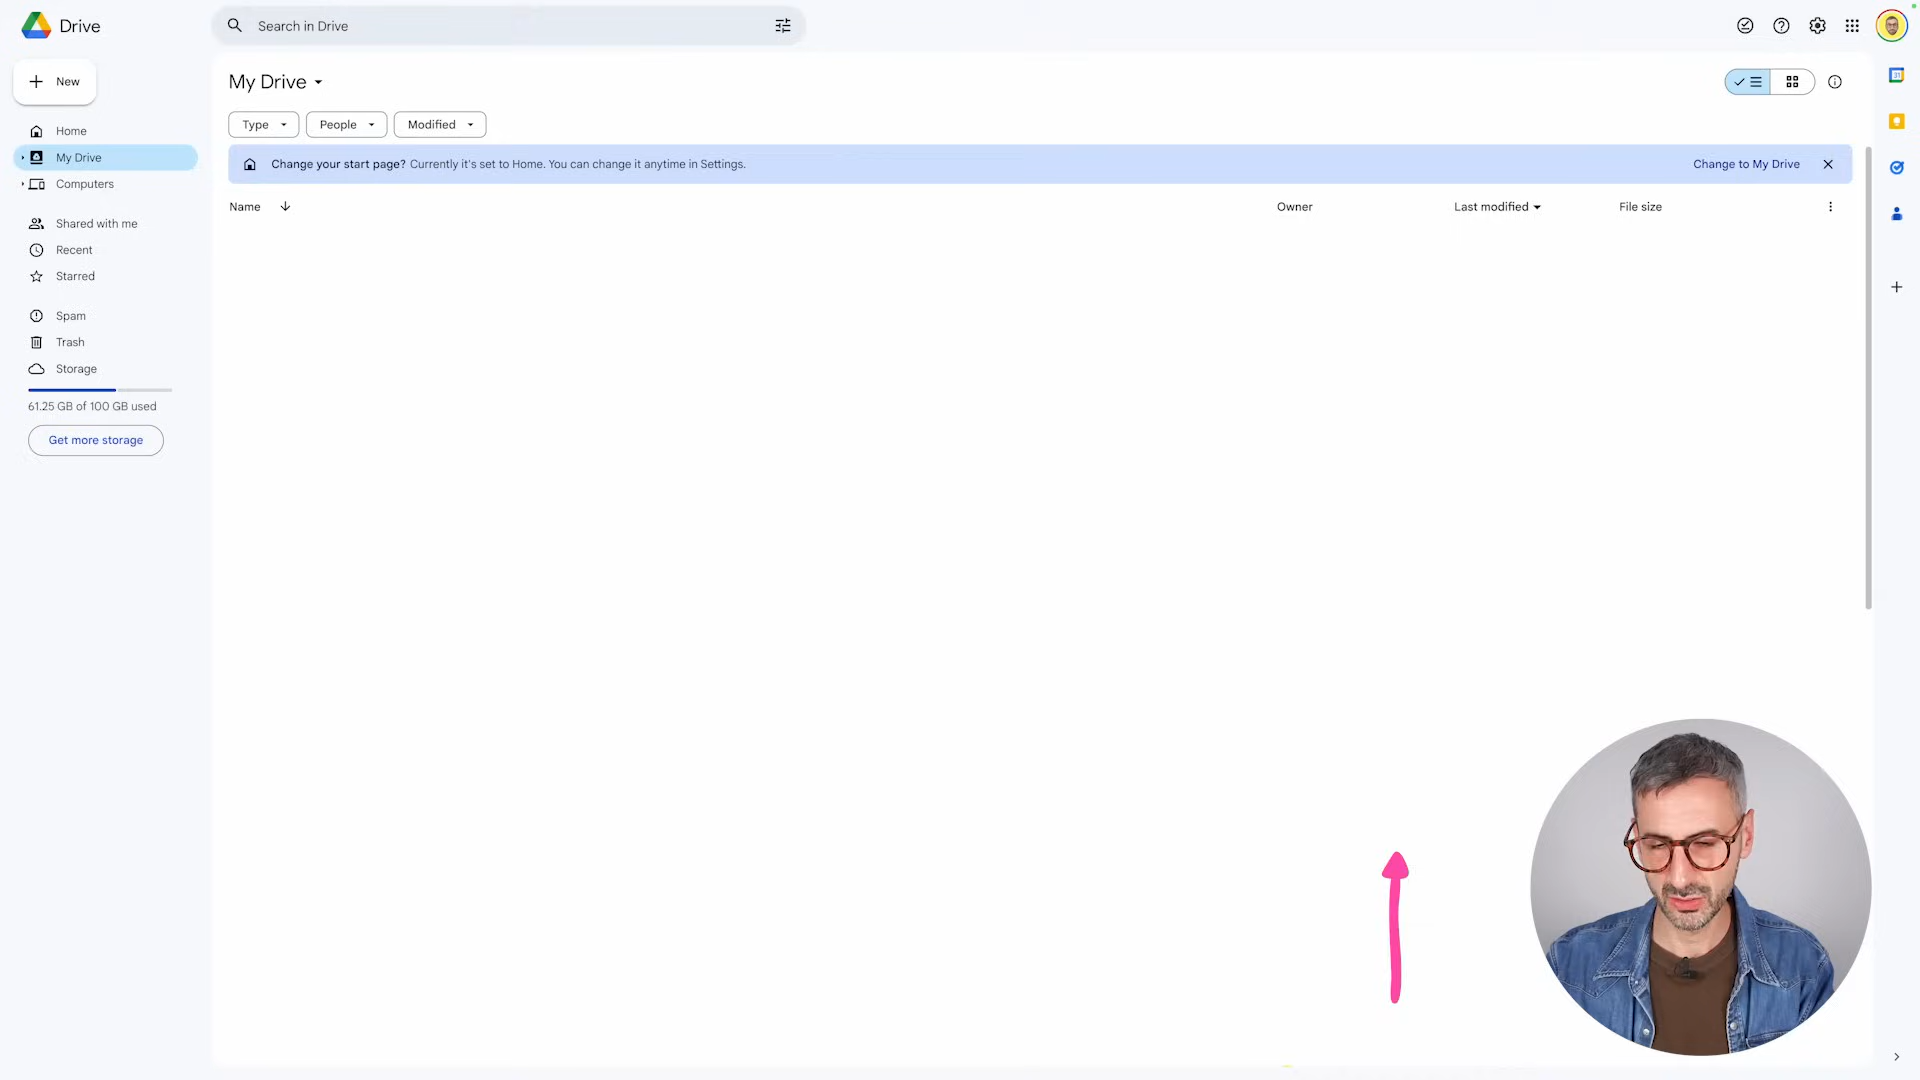 Drive
Search in Drive
New
My Drive
Type
People
Modified
Home
My Drive
Computers
Change your start page? Currently it's set to Home. You can change it anytime in Settings.
Change to My Drive
Name
Owner
Last modified
File size
Shared with me
Recent
Starred
Spam
Trash
Storage
61.25 GB of 100 GB used
Get more storage
31